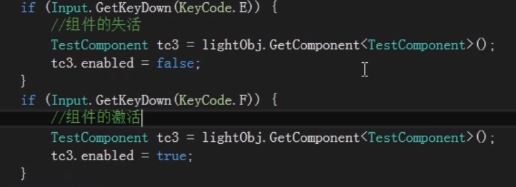 if (Input.GetKeyDown(KeyCode.E)) {
//组件的失活
TestComponent tc3 = lightObj.GetComponent<TestComponent>();
tc3.enabled = false;
}
if (Input.GetKeyDown(KeyCode.F)) {
//组件的激活
TestComponent tc3 = lightObj.GetComponent<TestComponent>();
tc3.enabled = true;
}